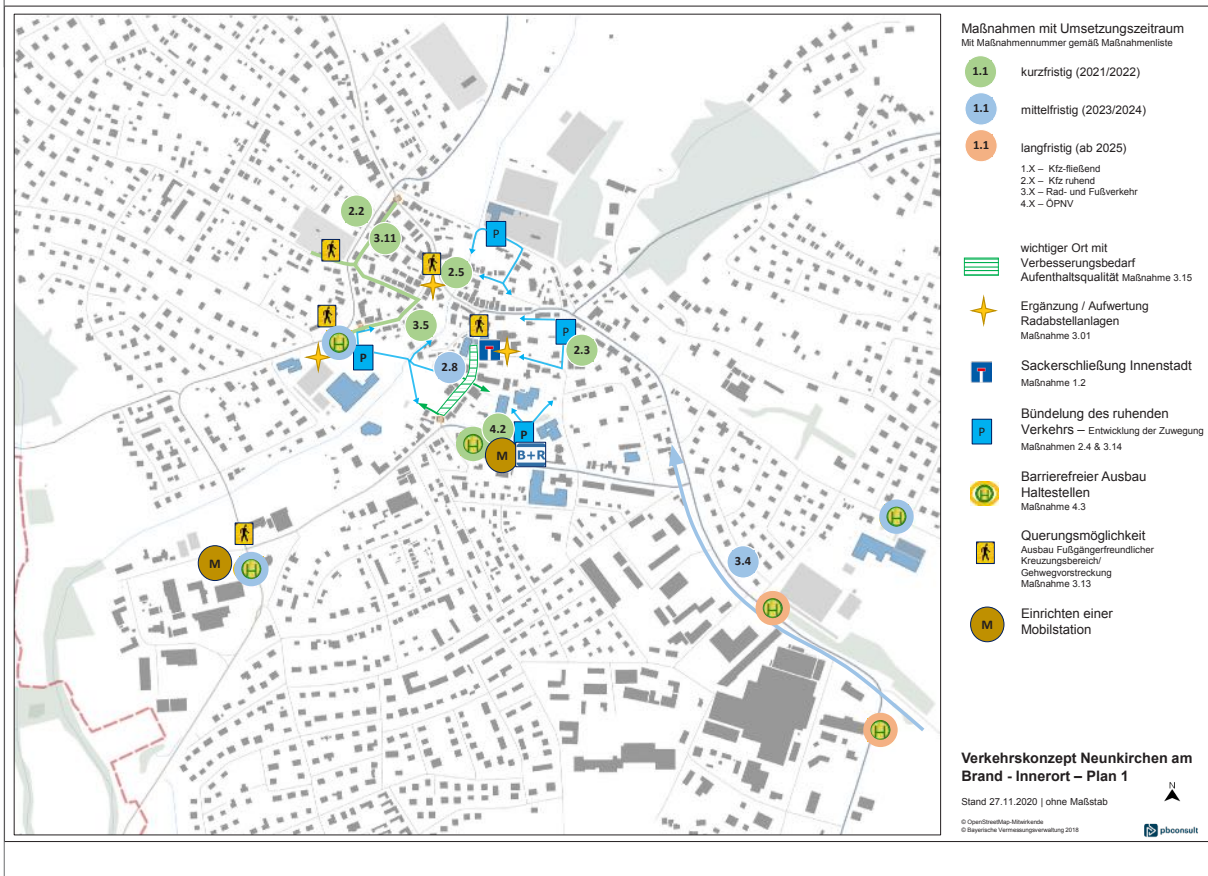 Maßnahmen mit Umsetzungszeitraum
Mit Maßnahmennummer gemäß Maßnahmenliste
1.1 kurzfristig (2021/2022)
1.1 mittelfristig (2023/2024)
1.1 langfristig (ab 2025)
1.X – Kfz-fließend
2.X – Kfz ruhend
3.X – Rad- und Fußverkehr
4.X – ÖPNV
wichtiger Ort mit
Verbesserungsbedarf
Aufenthaltsqualität Maßnahme 3.15
Ergänzung / Aufwertung
Radabstellanlagen
Maßnahme 3.01
Sackerschließung Innenstadt
Maßnahme 1.2
P
Bündelung des ruhenden
Verkehrs – Entwicklung der Zuwegung
Maßnahmen 2.4 & 3.14
H
Barrierefreier Ausbau
Haltestellen
Maßnahme 4.3
Querungsmöglichkeit
Ausbau Fußgängerfreundlicher
Kreuzungsbereich/
Gehwegvorstreckung
Maßnahme 3.13
M
Einrichten einer
Mobilstation
Verkehrskonzept Neunkirchen am
Brand - Innerort – Plan 1
Stand 27.11.2020 | ohne Maßstab
N
© OpenStreetMap-Mitwirkende
© Bayerische Vermessungsverwaltung 2018
pbconsult
2.2
3.11
P
2.5
3.5
P
2.3
H
P
2.8
4.2
P
H
M
B+R
H
M
H
3.4
H
H